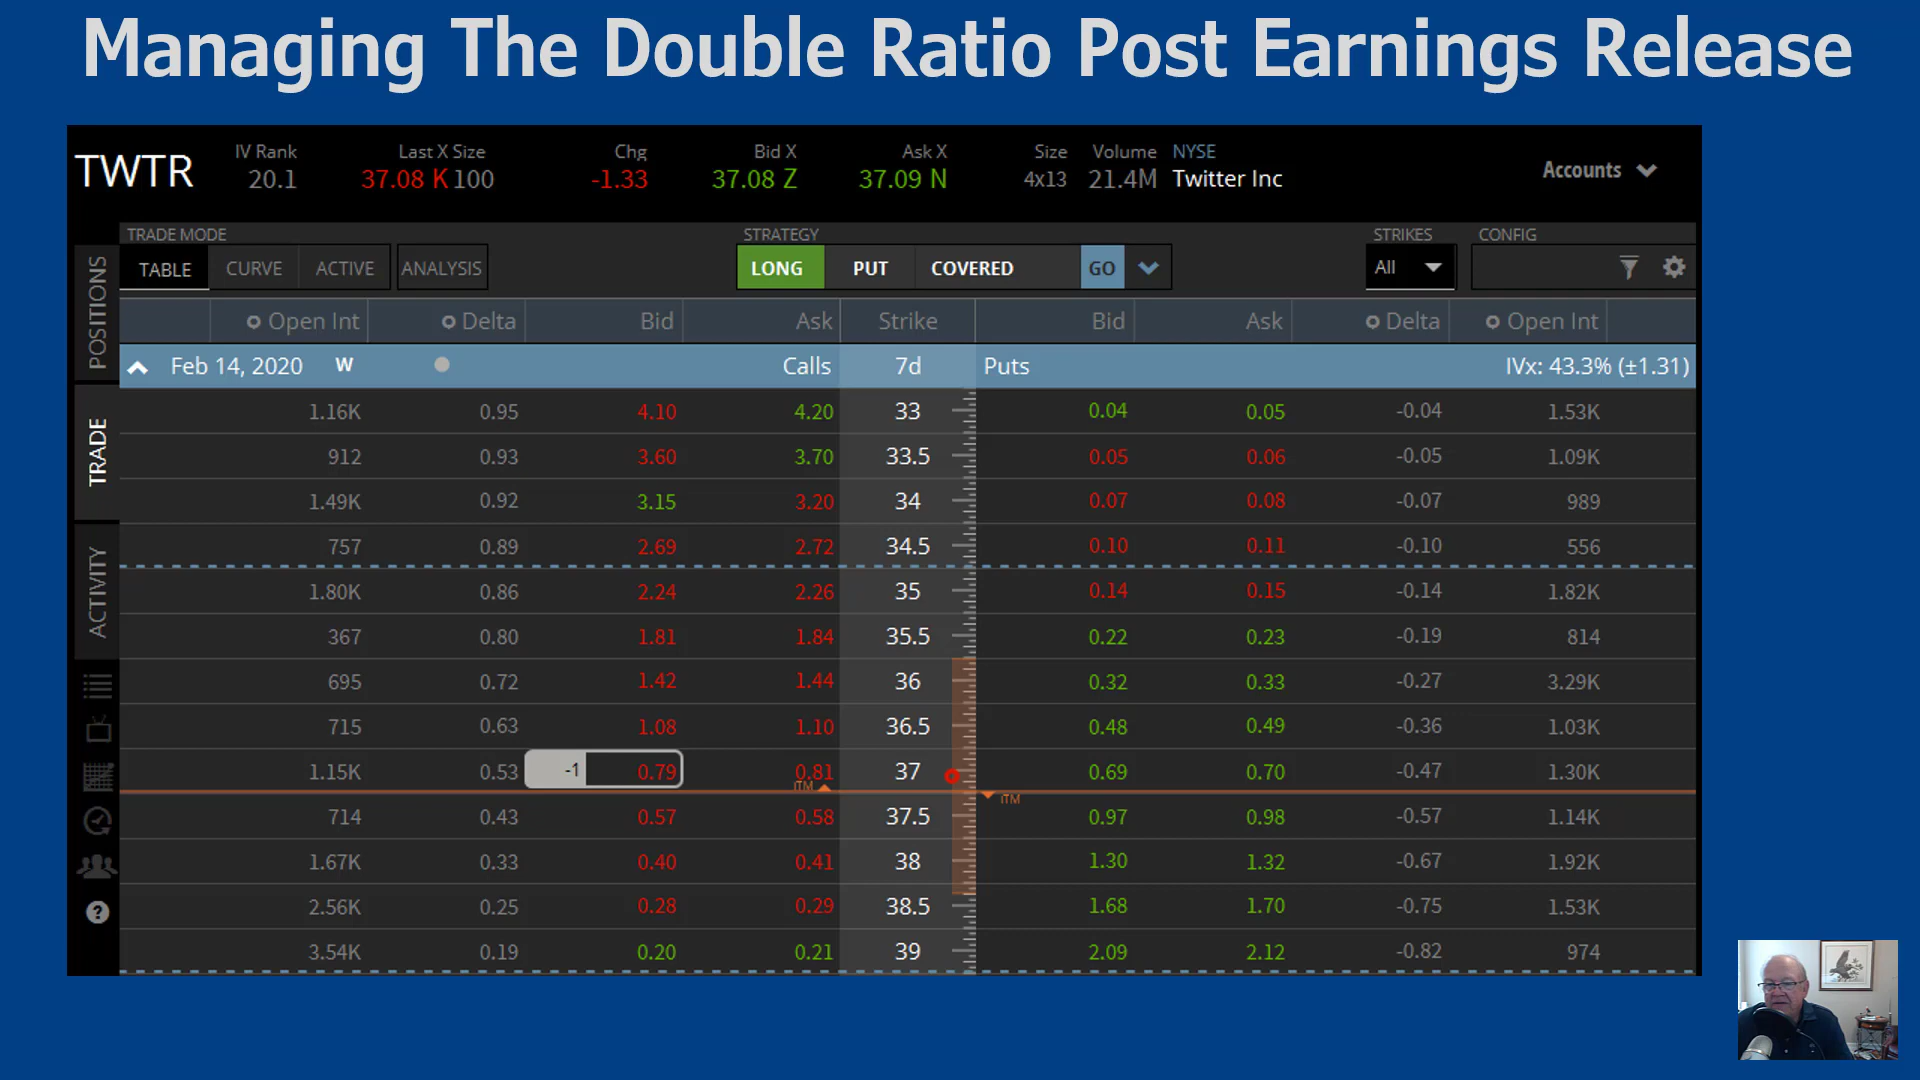 Managing The Double Ratio Post Earnings Release
TWTR IV Rank Last X Size Chg Bid X Ask X Size Volume NYSE
20.1 37.08 K 100 -1.33 37.08 Z 37.09 N 4x13 21.4M Twitter Inc
Accounts
TRADE MODE STRATEGY STRIKES CONFIG
TABLE CURVE ACTIVE ANALYSIS LONG PUT COVERED GO All
POSITIONS
TRADE
ACTIVITY
Open Int Delta Bid Ask Strike Bid Ask Delta Open Int
Feb 14, 2020 W Calls 7d Puts IVx: 43.3% (±1.31)
1.16K 0.95 4.10 4.20 33 0.04 0.05 -0.04 1.53K
912 0.93 3.60 3.70 33.5 0.05 0.06 -0.05 1.09K
1.49K 0.92 3.15 3.20 34 0.07 0.08 -0.07 989
757 0.89 2.69 2.72 34.5 0.10 0.11 -0.10 556
1.80K 0.86 2.24 2.26 35 0.14 0.15 -0.14 1.82K
367 0.80 1.81 1.84 35.5 0.22 0.23 -0.19 814
695 0.72 1.42 1.44 36 0.32 0.33 -0.27 3.29K
715 0.63 1.08 1.10 36.5 0.48 0.49 -0.36 1.03K
1.15K 0.53 -1 0.79 0.81 37 0.69 0.70 -0.47 1.30K
ITM ITM
714 0.43 0.57 0.58 37.5 0.97 0.98 -0.57 1.14K
1.67K 0.33 0.40 0.41 38 1.30 1.32 -0.67 1.92K
2.56K 0.25 0.28 0.29 38.5 1.68 1.70 -0.75 1.53K
3.54K 0.19 0.20 0.21 39 2.09 2.12 -0.82 974